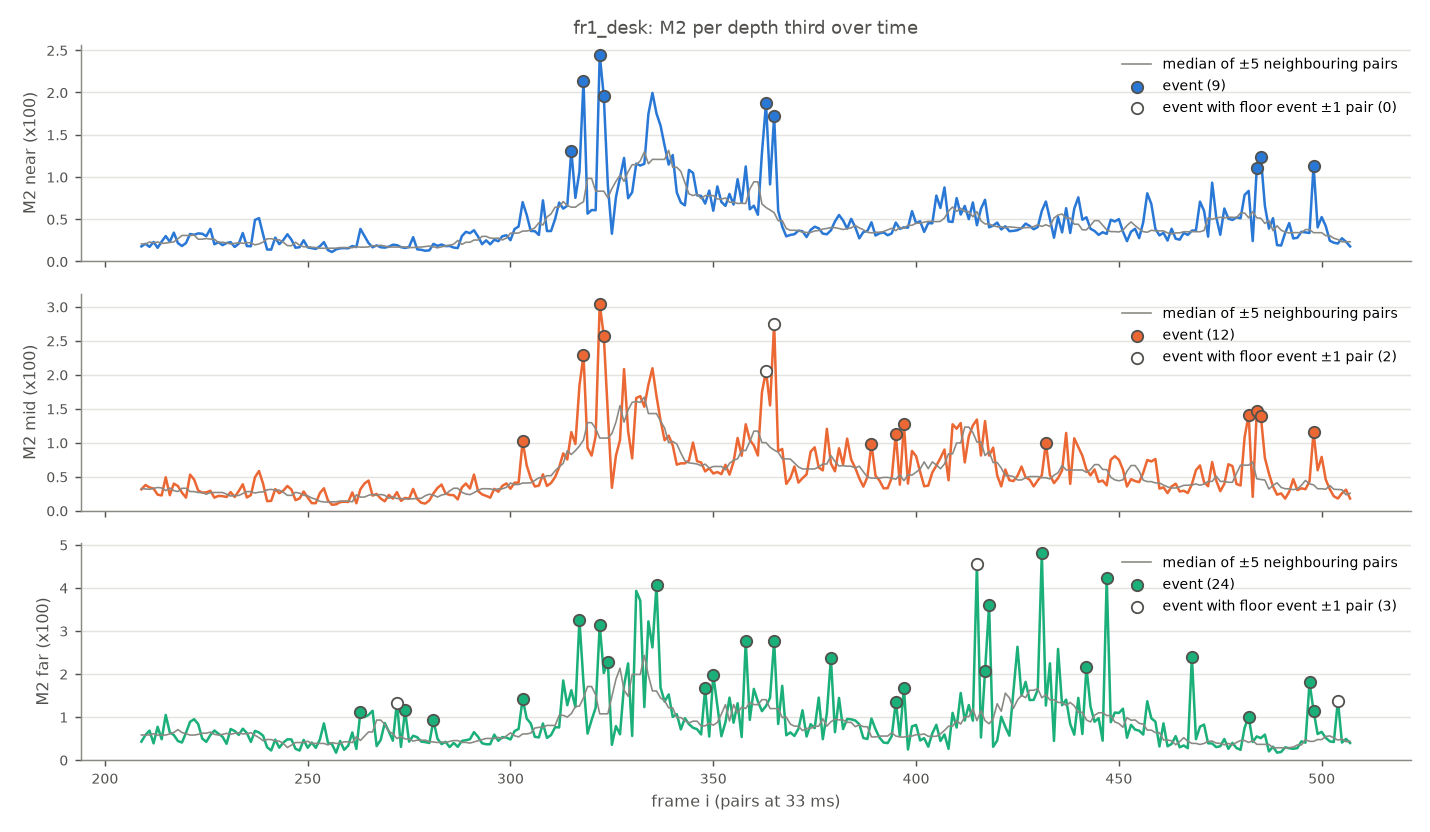 fr1_desk: M2 per depth third over time
M2 near (x100)
2.5
2.0
1.5
1.0
0.5
0.0
median of ±5 neighbouring pairs
event (9)
event with floor event ±1 pair (0)
M2 mid (x100)
3.0
2.5
2.0
1.5
1.0
0.5
0.0
median of ±5 neighbouring pairs
event (12)
event with floor event ±1 pair (2)
M2 far (x100)
5
4
3
2
1
0
median of ±5 neighbouring pairs
event (24)
event with floor event ±1 pair (3)
200 250 300 350 400 450 500
frame i (pairs at 33 ms)